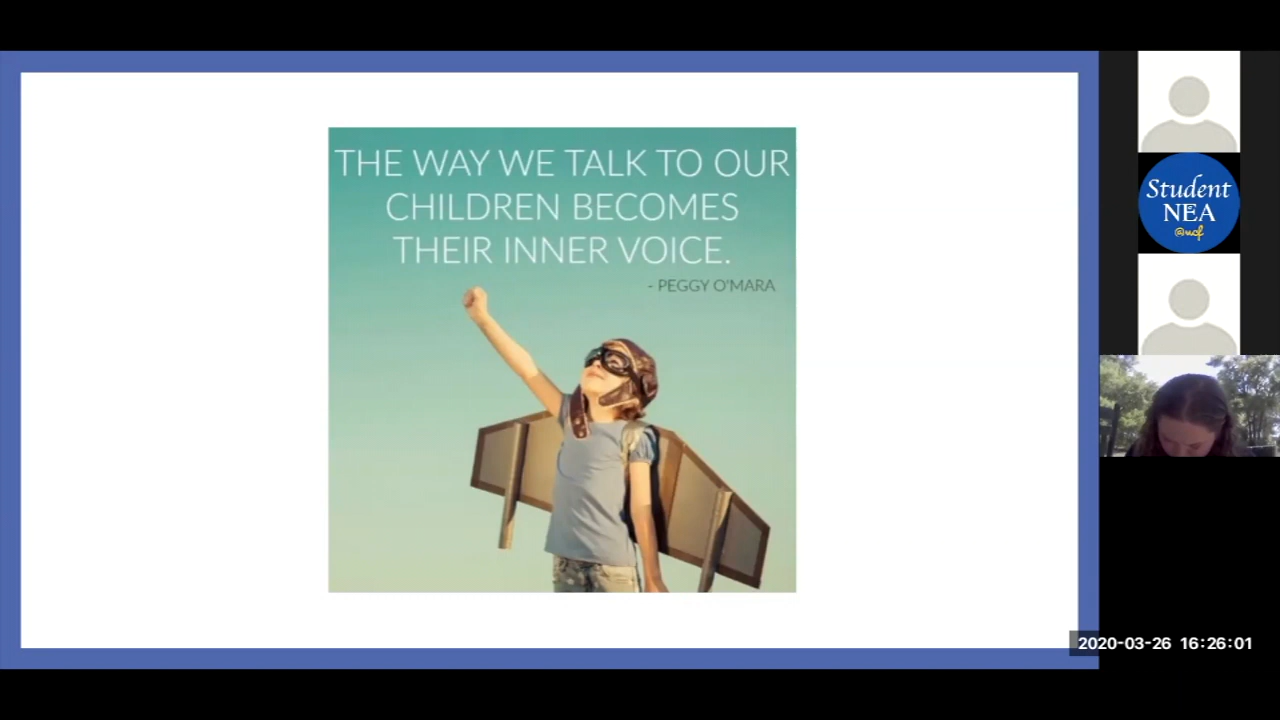 THE WAY WE TALK TO OUR
CHILDREN BECOMES
THEIR INNER VOICE.
- PEGGY O'MARA
Student
NEA
@uof
2020-03-26 16:26:01